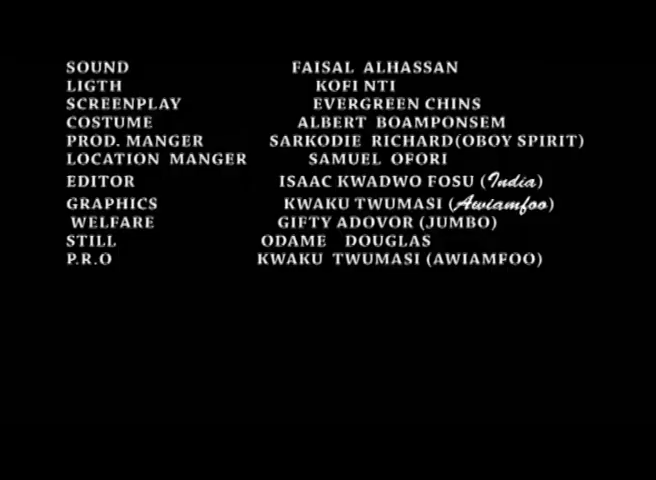 SOUND FAISAL ALHASSAN
LIGTH KOFI NTI
SCREENPLAY EVERGREEN CHINS
COSTUME ALBERT BOAMPONSEM
PROD. MANGER SARKODIE RICHARD(OBOY SPIRIT)
LOCATION MANGER SAMUEL OFORI
EDITOR ISAAC KWADWO FOSU (India)
GRAPHICS KWAKU TWUMASI (Awiamfoo)
WELFARE GIFTY ADOVOR (JUMBO)
STILL ODAME DOUGLAS
P.R.O KWAKU TWUMASI (AWIAMFOO)